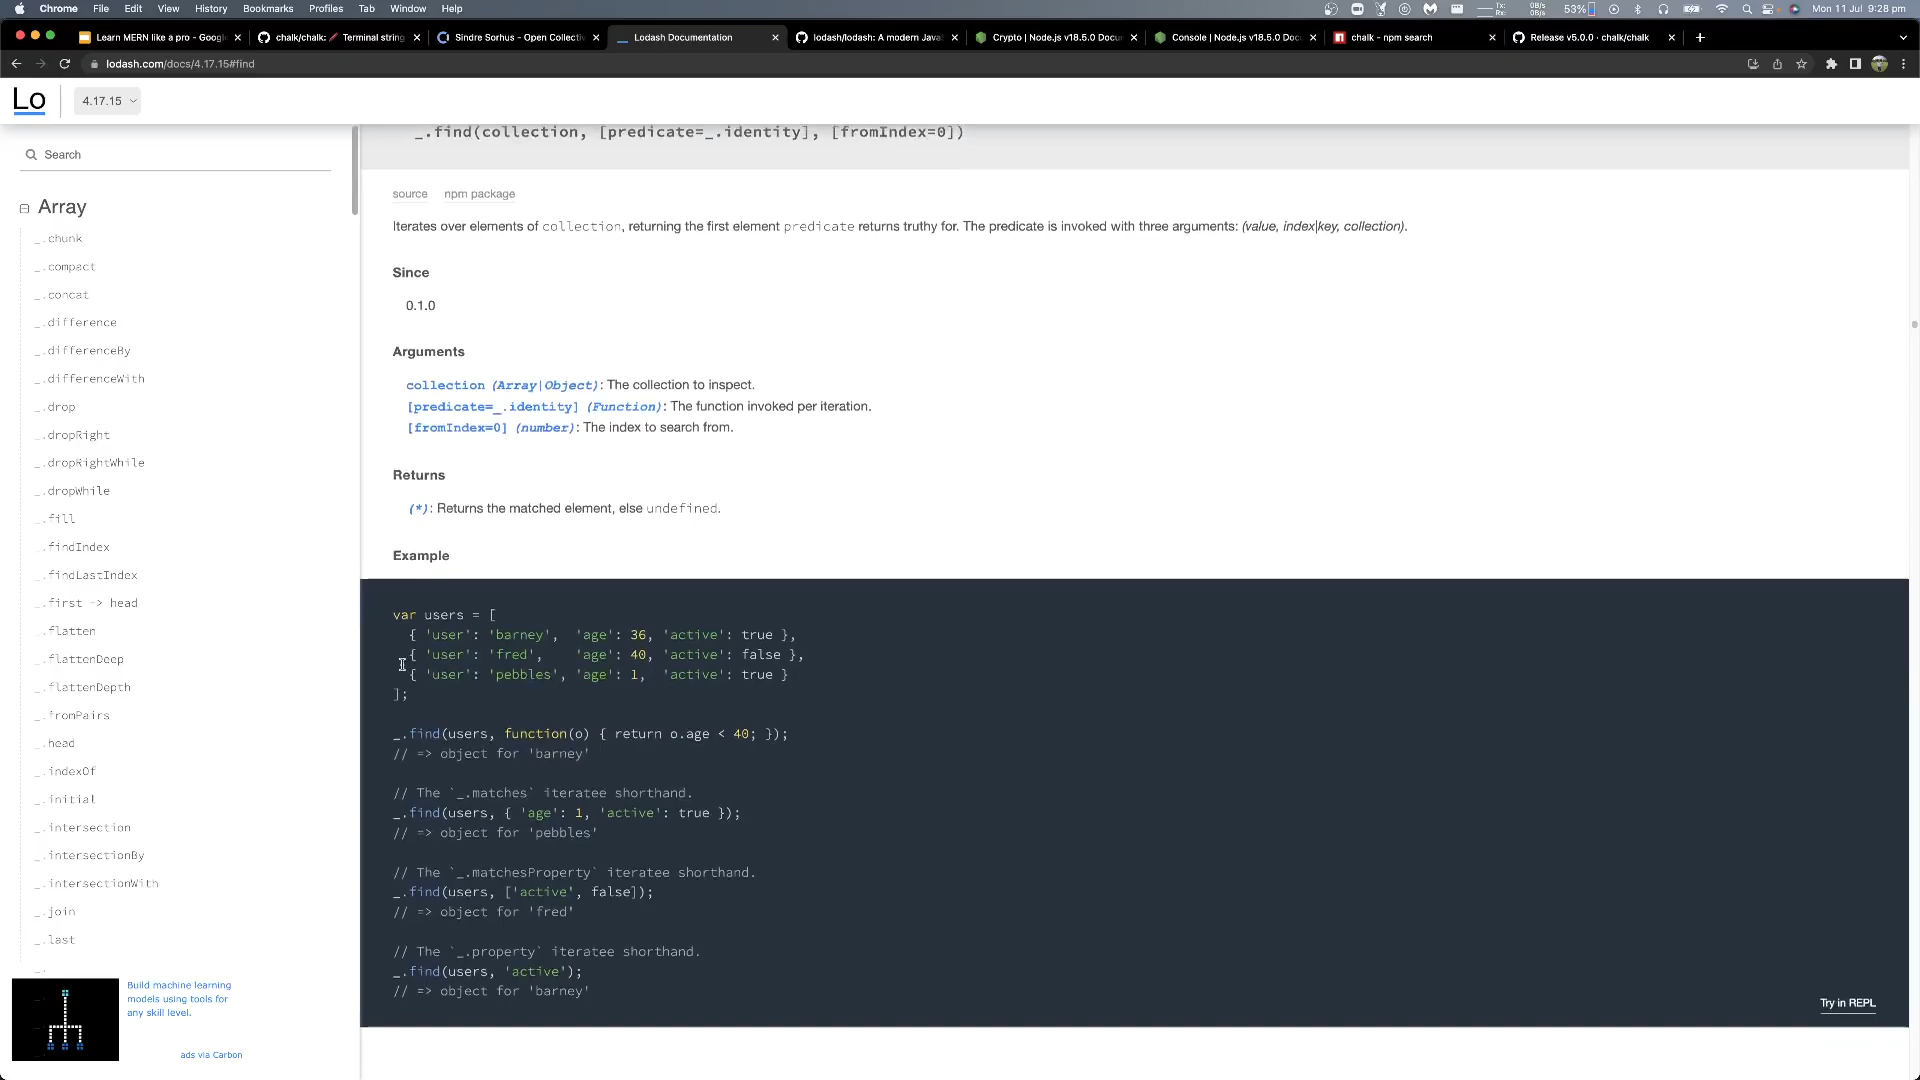 Chrome File Edit View History Bookmarks Profiles Tab Window Help
Tx: 0B/s
Rx: 0B/s
53%
Mon 11 Jul 9:28 pm
Learn MERN like a pro - Google
chalk/chalk: Terminal string
Sindre Sorhus - Open Collectiv
Lodash Documentation
lodash/lodash: A modern Java
Crypto | Node.js v18.5.0 Docu
Console | Node.js v18.5.0 Doc
chalk - npm search
Release v5.0.0 · chalk/chalk
lodash.com/docs/4.17.15#find
Lo
4.17.15
Search
Array
_.chunk
_.compact
_.concat
_.difference
_.differenceBy
_.differenceWith
_.drop
_.dropRight
_.dropRightWhile
_.dropWhile
_.fill
_.findIndex
_.findLastIndex
_.first -> head
_.flatten
_.flattenDeep
_.flattenDepth
_.fromPairs
_.head
_.indexOf
_.initial
_.intersection
_.intersectionBy
_.intersectionWith
_.join
_.last
Build machine learning
models using tools for
any skill level.
ads via Carbon
_.find(collection, [predicate=_.identity], [fromIndex=0])
source npm package
Iterates over elements of collection, returning the first element predicate returns truthy for. The predicate is invoked with three arguments: (value, index|key, collection).
Since
0.1.0
Arguments
collection (Array|Object): The collection to inspect.
[predicate=_.identity] (Function): The function invoked per iteration.
[fromIndex=0] (number): The index to search from.
Returns
(*): Returns the matched element, else undefined.
Example
var users = [
{ 'user': 'barney', 'age': 36, 'active': true },
{ 'user': 'fred', 'age': 40, 'active': false },
{ 'user': 'pebbles', 'age': 1, 'active': true }
];
_.find(users, function(o) { return o.age < 40; });
// => object for 'barney'
// The `_.matches` iteratee shorthand.
_.find(users, { 'age': 1, 'active': true });
// => object for 'pebbles'
// The `_.matchesProperty` iteratee shorthand.
_.find(users, ['active', false]);
// => object for 'fred'
// The `_.property` iteratee shorthand.
_.find(users, 'active');
// => object for 'barney'
Try in REPL